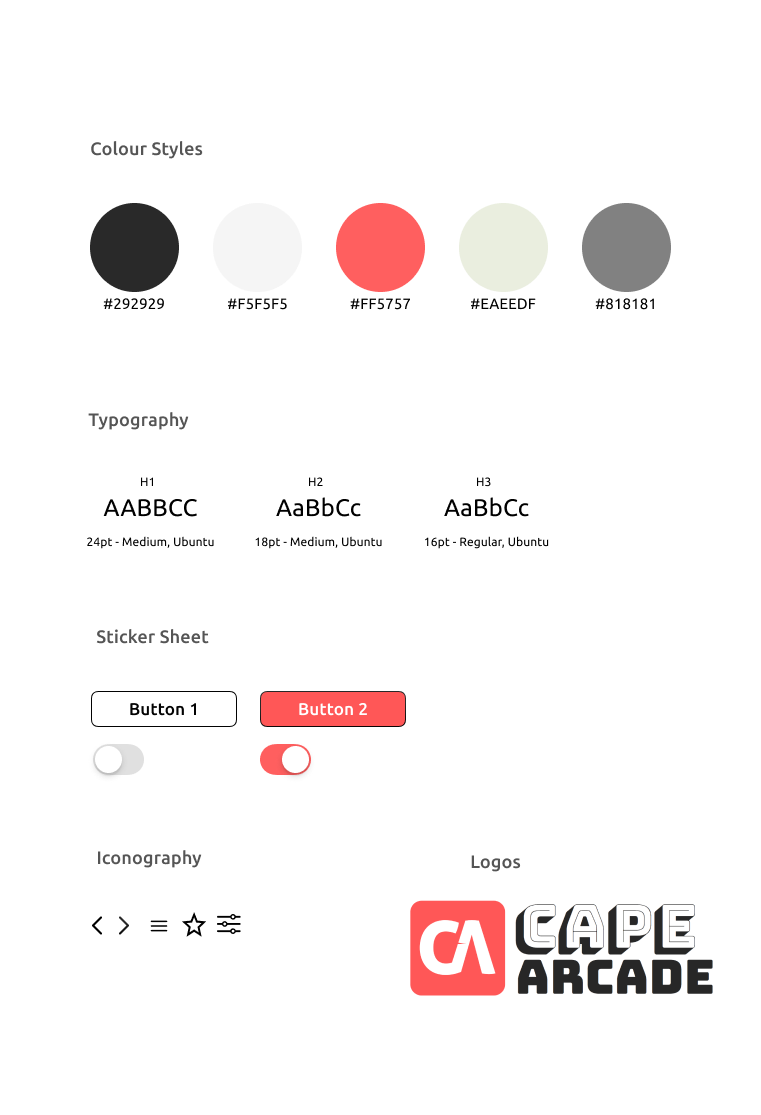 Colour Styles
#292929
#F5F5F5
#FF5757
#EAEEDF
#818181
Typography
H1
AABBCC
24pt - Medium, Ubuntu
H2
AaBbCc
18pt - Medium, Ubuntu
H3
AaBbCc
16pt - Regular, Ubuntu
Sticker Sheet
Button 1
Button 2
Iconography
Logos
CA
CAPE
ARCADE